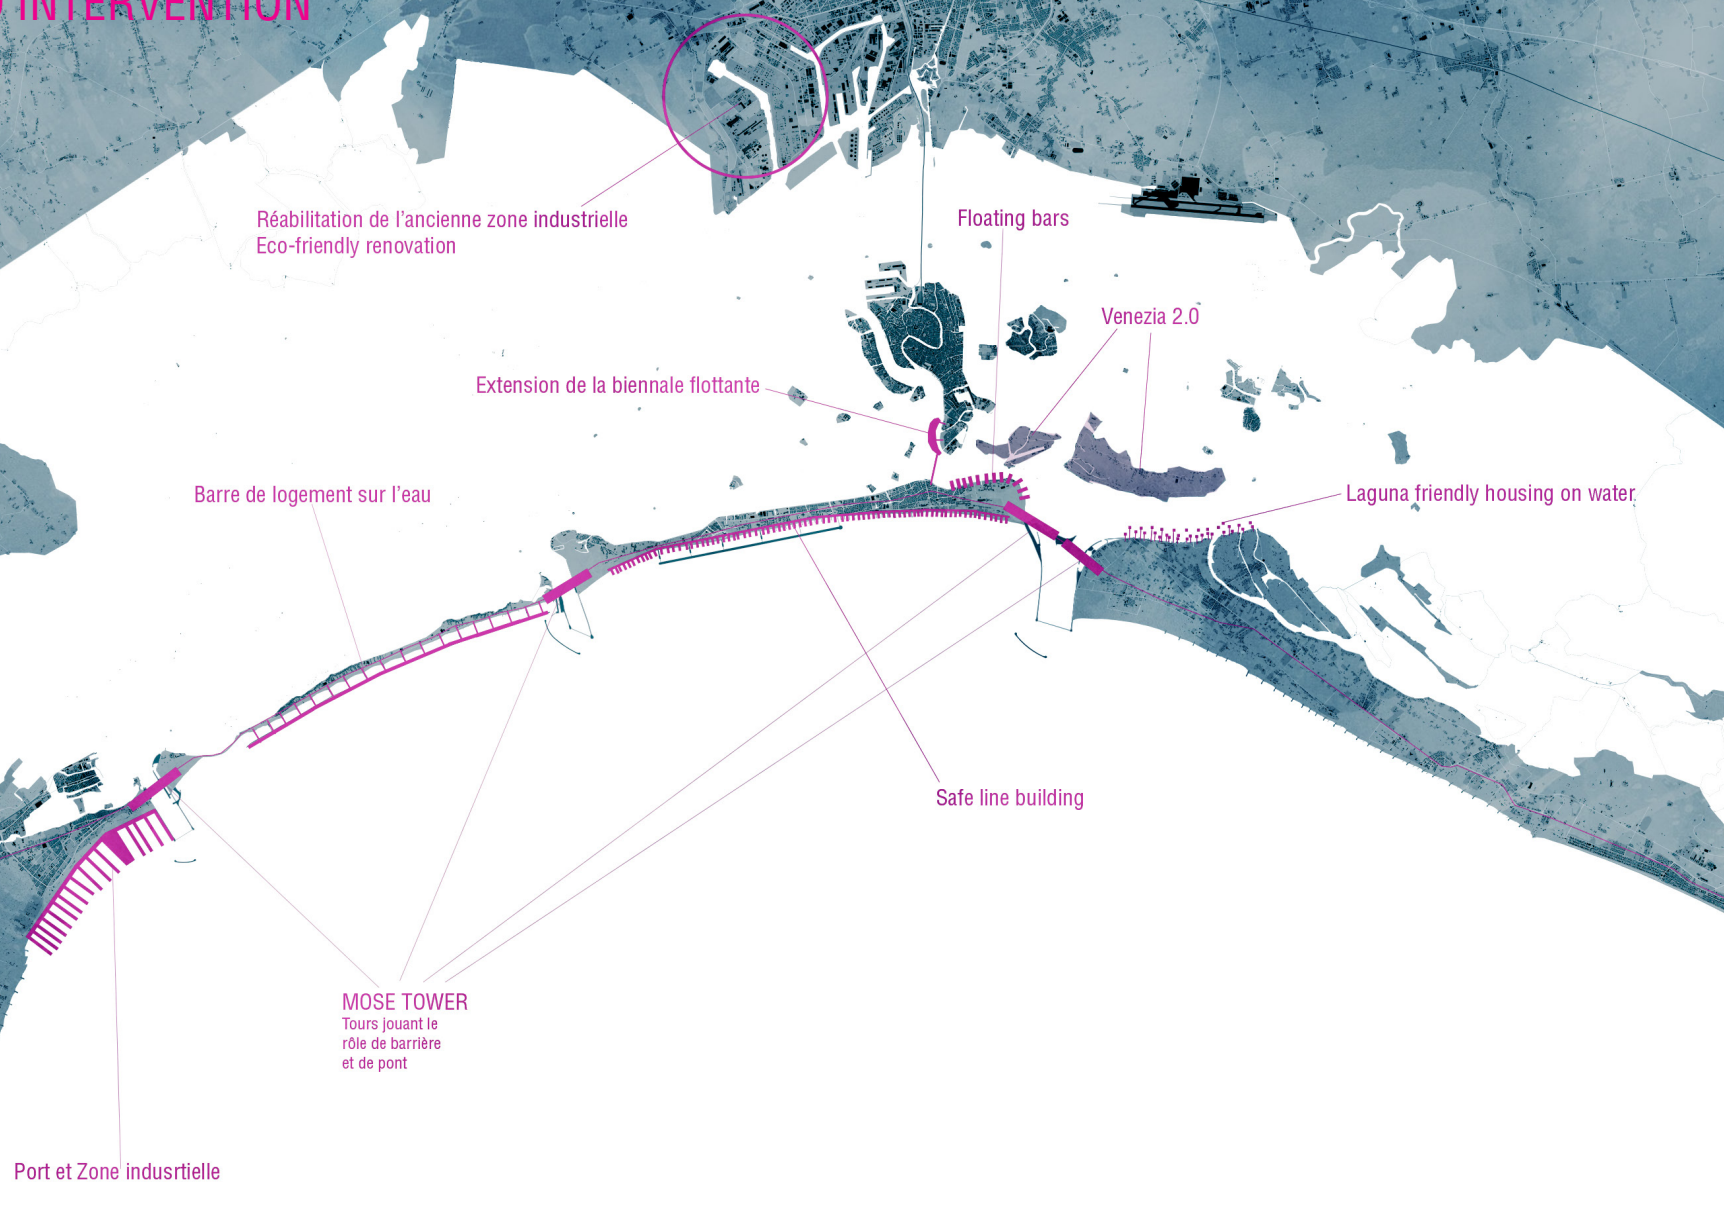 INTERVENTION
Réabilitation de l'ancienne zone industrielle
Eco-friendly renovation
Floating bars
Venezia 2.0
Extension de la biennale flottante
Barre de logement sur l'eau
Laguna friendly housing on water
Safe line building
MOSE TOWER
Tours jouant le
rôle de barrière
et de pont
Port et Zone indusrtielle